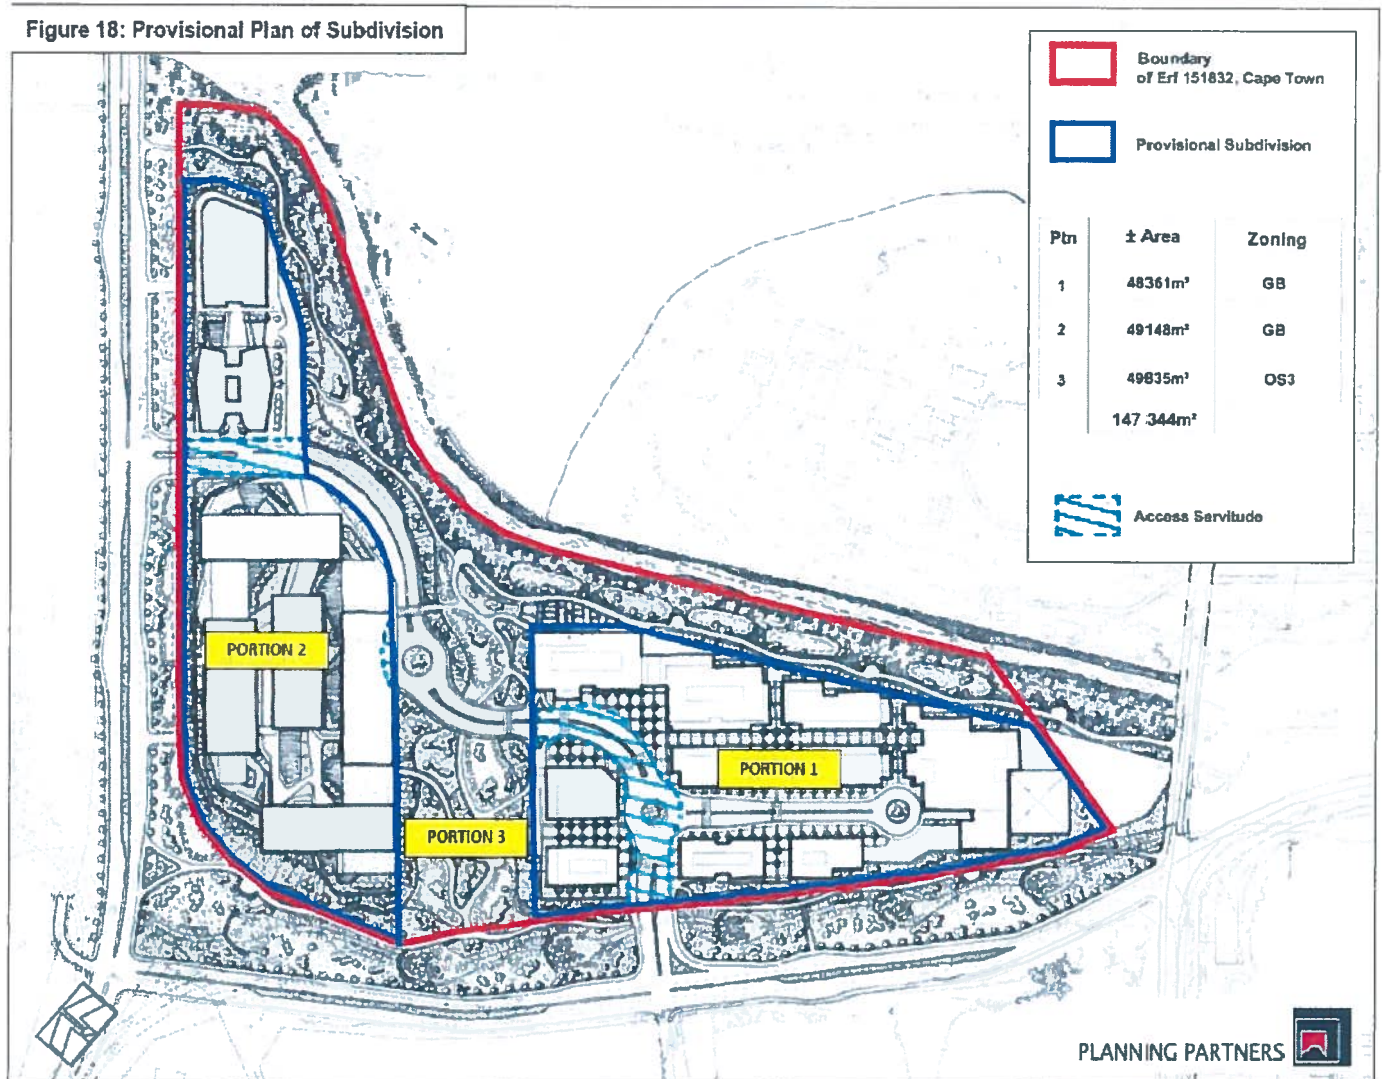 Figure 18: Provisional Plan of Subdivision
Boundary
of Erf 151832, Cape Town
Provisional Subdivision
Ptn ± Area Zoning
1 48361m² GB
2 49148m² GB
3 49835m² OS3
147 344m²
Access Servitude
PORTION 2
PORTION 1
PORTION 3
PLANNING PARTNERS